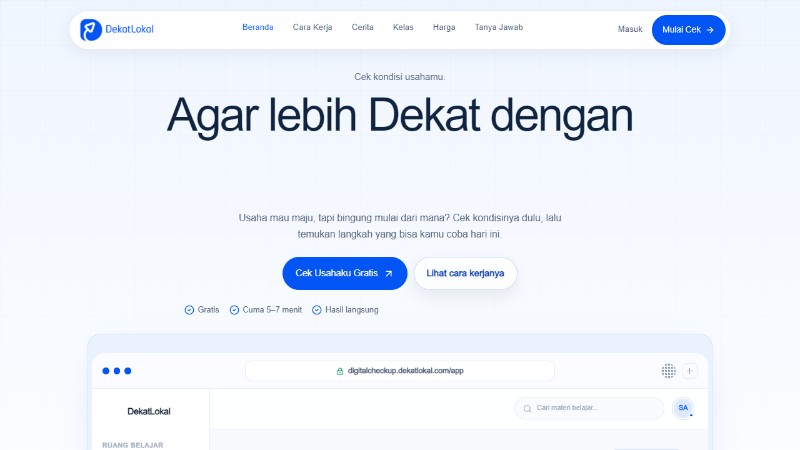 DekatLokal
Beranda
Cara Kerja
Cerita
Kelas
Harga
Tanya Jawab
Masuk
Mulai Cek
Cek kondisi usahamu.
Agar lebih Dekat dengan
Usaha mau maju, tapi bingung mulai dari mana? Cek kondisinya dulu, lalu
temukan langkah yang bisa kamu coba hari ini.
Cek Usahaku Gratis
Lihat cara kerjanya
Gratis
Cuma 5–7 menit
Hasil langsung
digitalcheckup.dekatlokal.com/app
DekatLokal
Cari materi belajar...
SA
RUANG BELAJAR